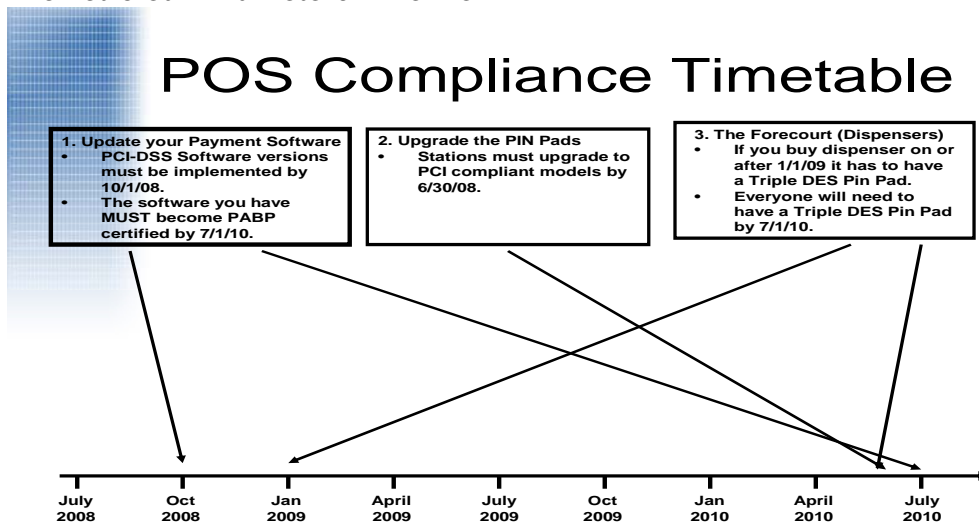 POS Compliance Timetable
1. Update your Payment Software
• PCI-DSS Software versions
must be implemented by
10/1/08.
• The software you have
MUST become PABP
certified by 7/1/10.
2. Upgrade the PIN Pads
• Stations must upgrade to
PCI compliant models by
6/30/08.
3. The Forecourt (Dispensers)
• If you buy dispenser on or
after 1/1/09 it has to have
a Triple DES Pin Pad.
• Everyone will need to
have a Triple DES Pin Pad
by 7/1/10.
July Oct Jan April July Oct Jan April July
2008 2008 2009 2009 2009 2009 2010 2010 2010